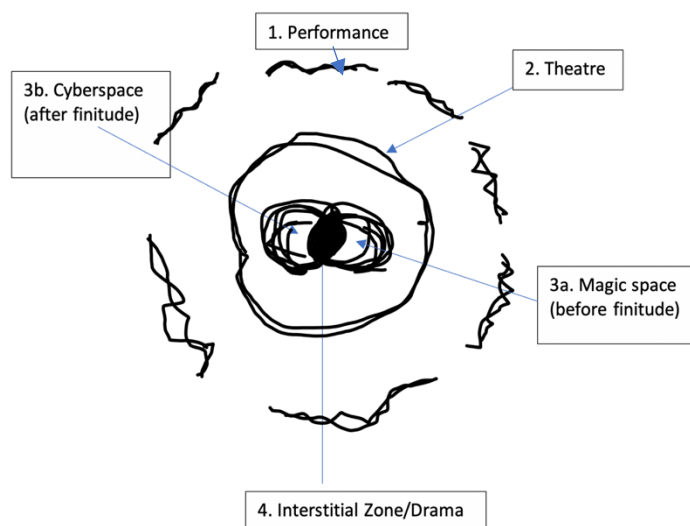 1. Performance
2. Theatre
3b. Cyberspace
(after finitude)
3a. Magic space
(before finitude)
4. Interstitial Zone/Drama